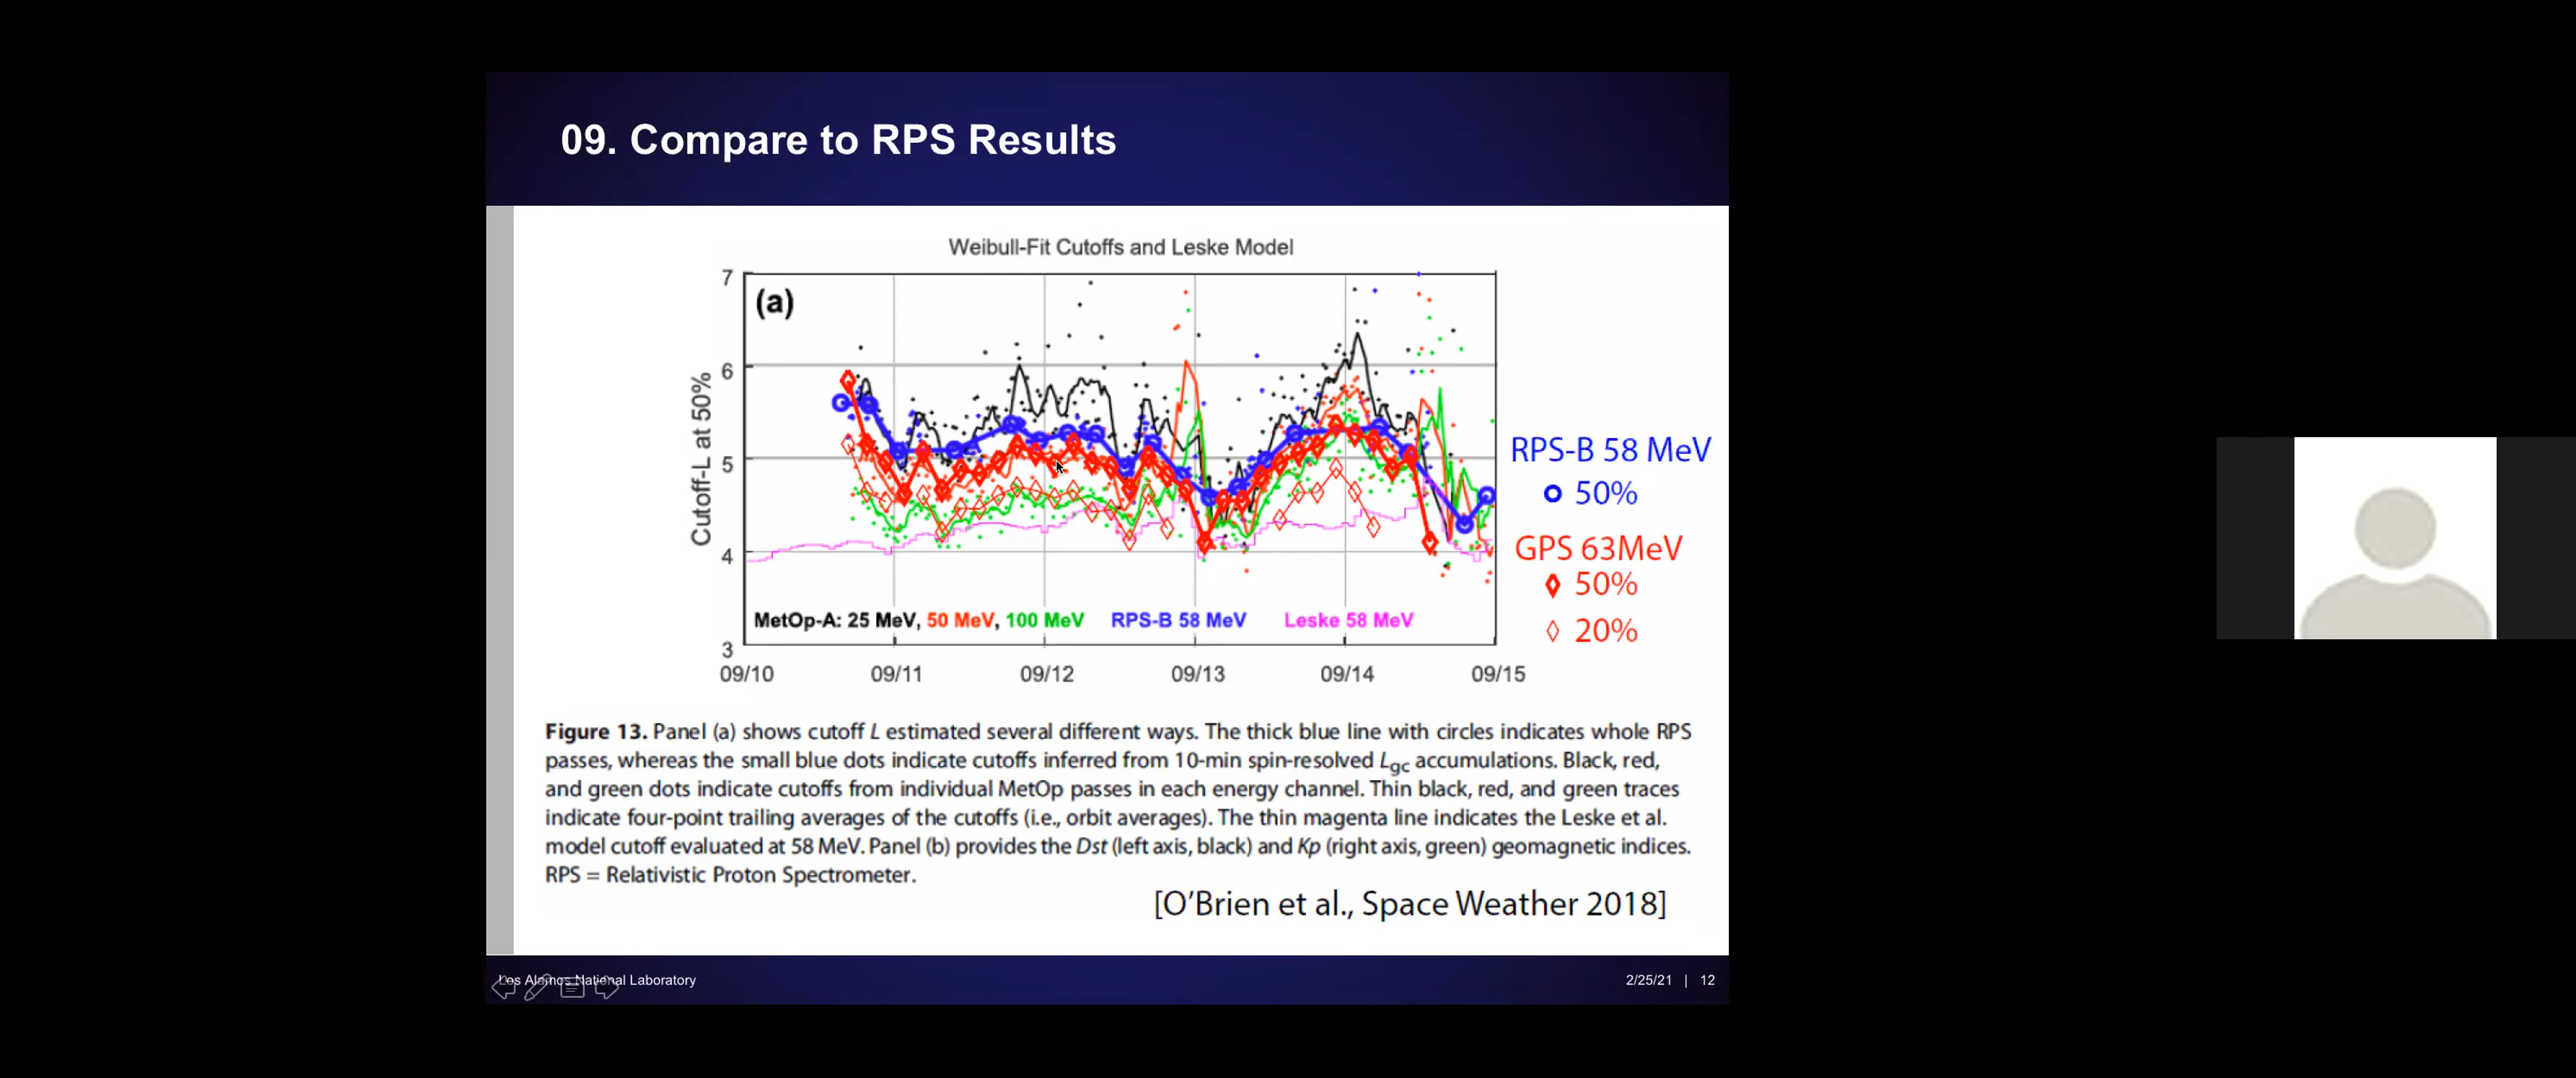 09. Compare to RPS Results
Weibull-Fit Cutoffs and Leske Model
7
(a)
6
5
4
3
Cutoff-L at 50%
MetOp-A: 25 MeV, 50 MeV, 100 MeV RPS-B 58 MeV Leske 58 MeV
09/10 09/11 09/12 09/13 09/14 09/15
RPS-B 58 MeV
50%
GPS 63MeV
50%
20%
Figure 13. Panel (a) shows cutoff L estimated several different ways. The thick blue line with circles indicates whole RPS
passes, whereas the small blue dots indicate cutoffs inferred from 10-min spin-resolved Lgc accumulations. Black, red,
and green dots indicate cutoffs from individual MetOp passes in each energy channel. Thin black, red, and green traces
indicate four-point trailing averages of the cutoffs (i.e., orbit averages). The thin magenta line indicates the Leske et al.
model cutoff evaluated at 58 MeV. Panel (b) provides the Dst (left axis, black) and Kp (right axis, green) geomagnetic indices.
RPS = Relativistic Proton Spectrometer.
[O'Brien et al., Space Weather 2018]
Los Alamos National Laboratory
2/25/21 | 12